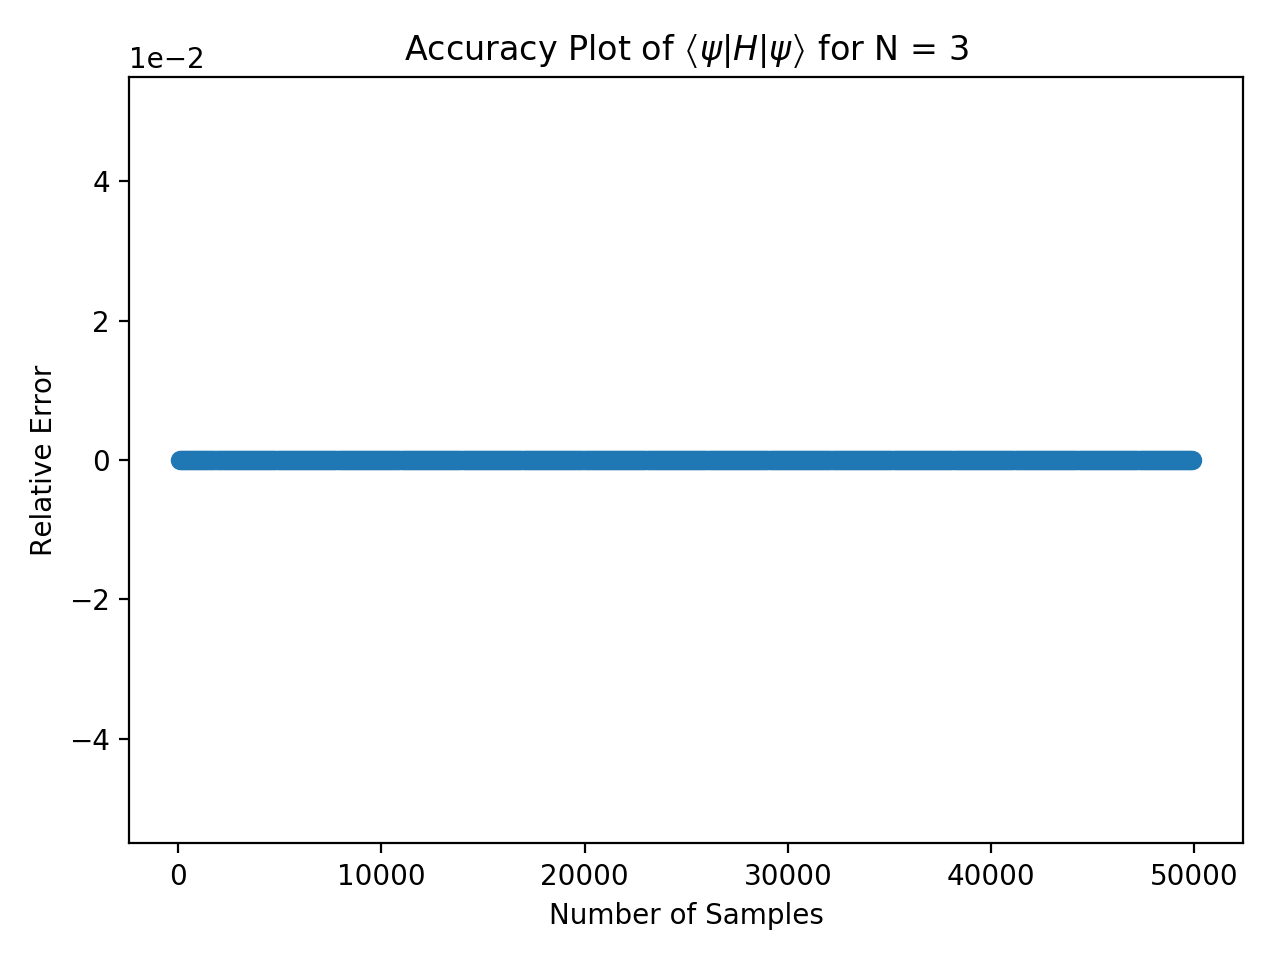 Accuracy Plot of ⟨ψ|H|ψ⟩ for N = 3
1e−2
4
2
0
−2
−4
Relative Error
0 10000 20000 30000 40000 50000
Number of Samples